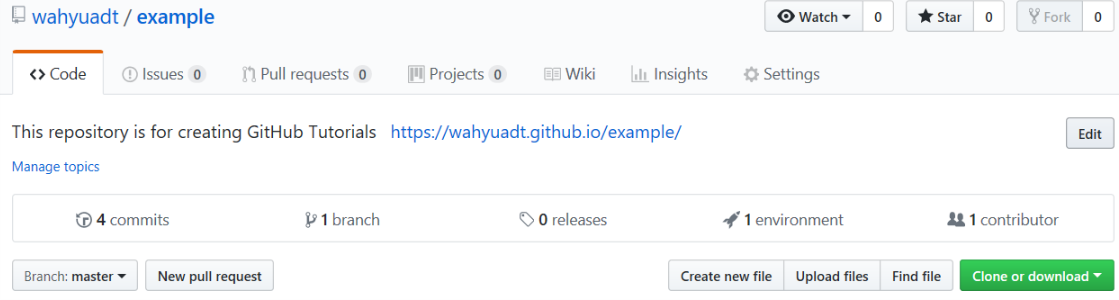 wahyuadt / example Watch 0 Star 0 Fork 0
Code Issues 0 Pull requests 0 Projects 0 Wiki Insights Settings
This repository is for creating GitHub Tutorials https://wahyuadt.github.io/example/ Edit
Manage topics
4 commits 1 branch 0 releases 1 environment 1 contributor
Branch: master New pull request Create new file Upload files Find file Clone or download